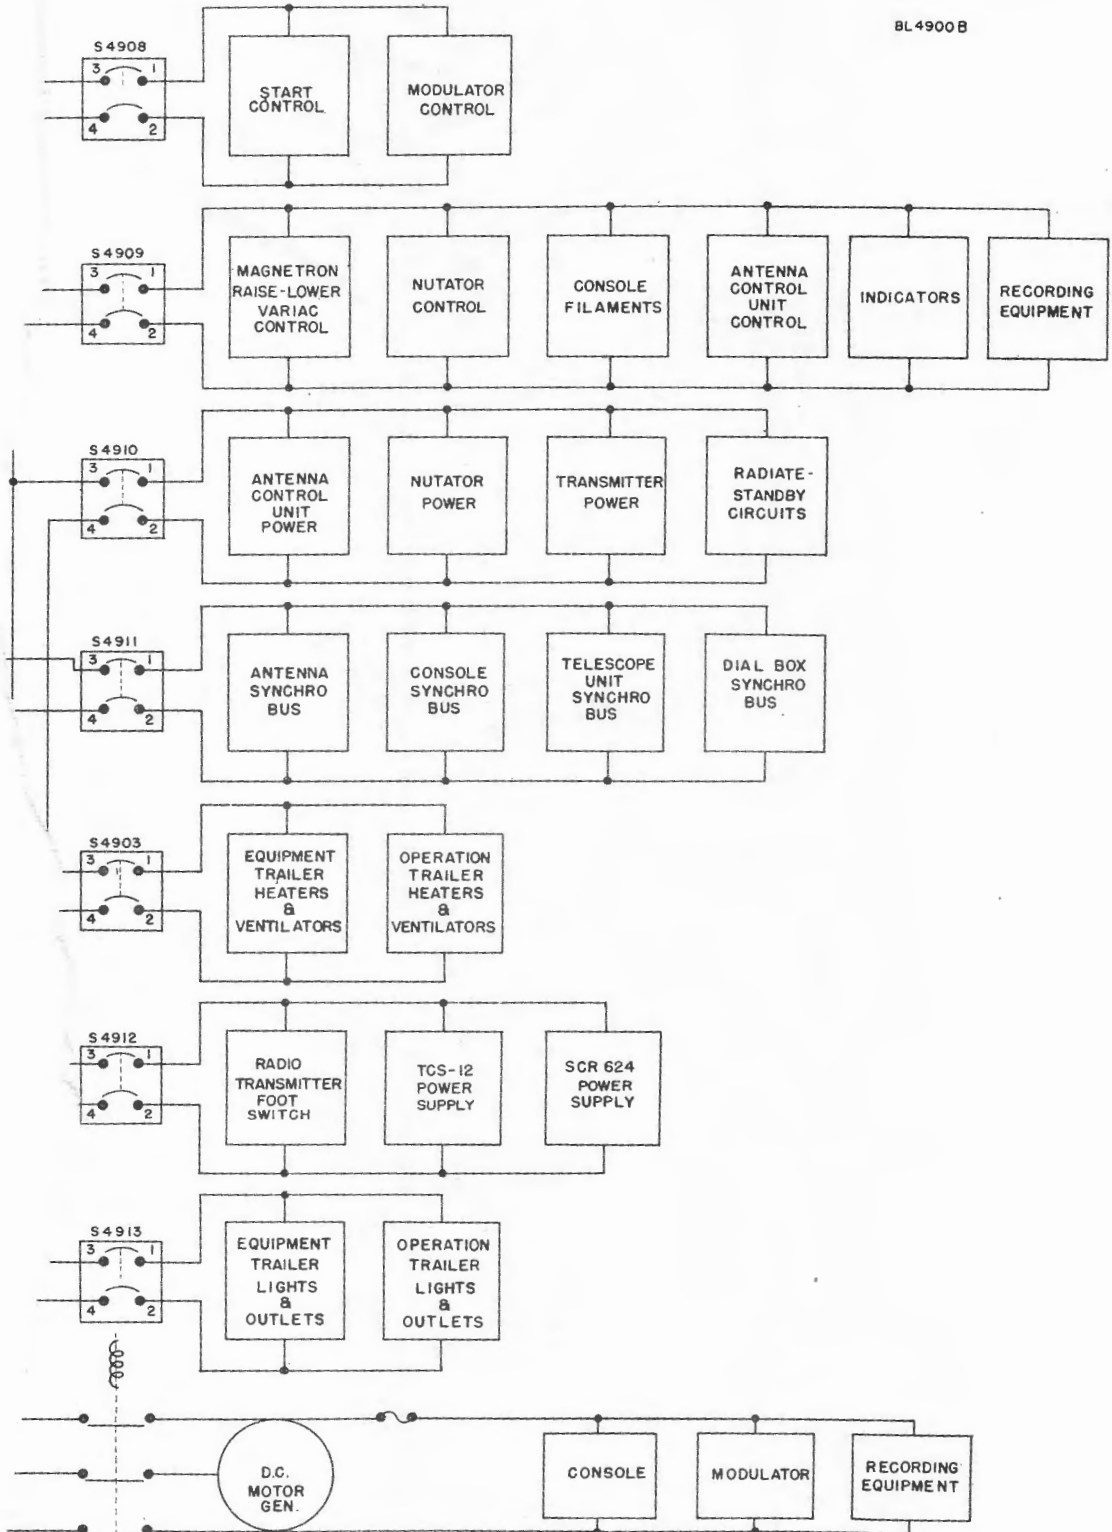 BL4900B
S4908
3 1
4 2
START
CONTROL
MODULATOR
CONTROL
S4909
3 1
4 2
MAGNETRON
RAISE-LOWER
VARIAC
CONTROL
NUTATOR
CONTROL
CONSOLE
FILAMENTS
ANTENNA
CONTROL
UNIT
CONTROL
INDICATORS
RECORDING
EQUIPMENT
S4910
3 1
4 2
ANTENNA
CONTROL
UNIT
POWER
NUTATOR
POWER
TRANSMITTER
POWER
RADIATE-
STANDBY
CIRCUITS
S4911
3 1
4 2
ANTENNA
SYNCHRO
BUS
CONSOLE
SYNCHRO
BUS
TELESCOPE
UNIT
SYNCHRO
BUS
DIAL BOX
SYNCHRO
BUS
S4903
3 1
4 2
EQUIPMENT
TRAILER
HEATERS
&
VENTILATORS
OPERATION
TRAILER
HEATERS
&
VENTILATORS
S4912
3 1
4 2
RADIO
TRANSMITTER
FOOT
SWITCH
TCS-12
POWER
SUPPLY
SCR 624
POWER
SUPPLY
S4913
3 1
4 2
EQUIPMENT
TRAILER
LIGHTS
&
OUTLETS
OPERATION
TRAILER
LIGHTS
&
OUTLETS
D.C.
MOTOR
GEN.
CONSOLE
MODULATOR
RECORDING
EQUIPMENT